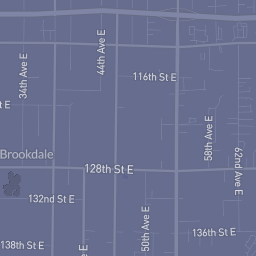 44th Ave E
34th Ave E
116th St E
t E
58th Ave E
62nd Ave E
Brookdale
128th St E
132nd St E
50th Ave E
136th St E
138th St E
e E